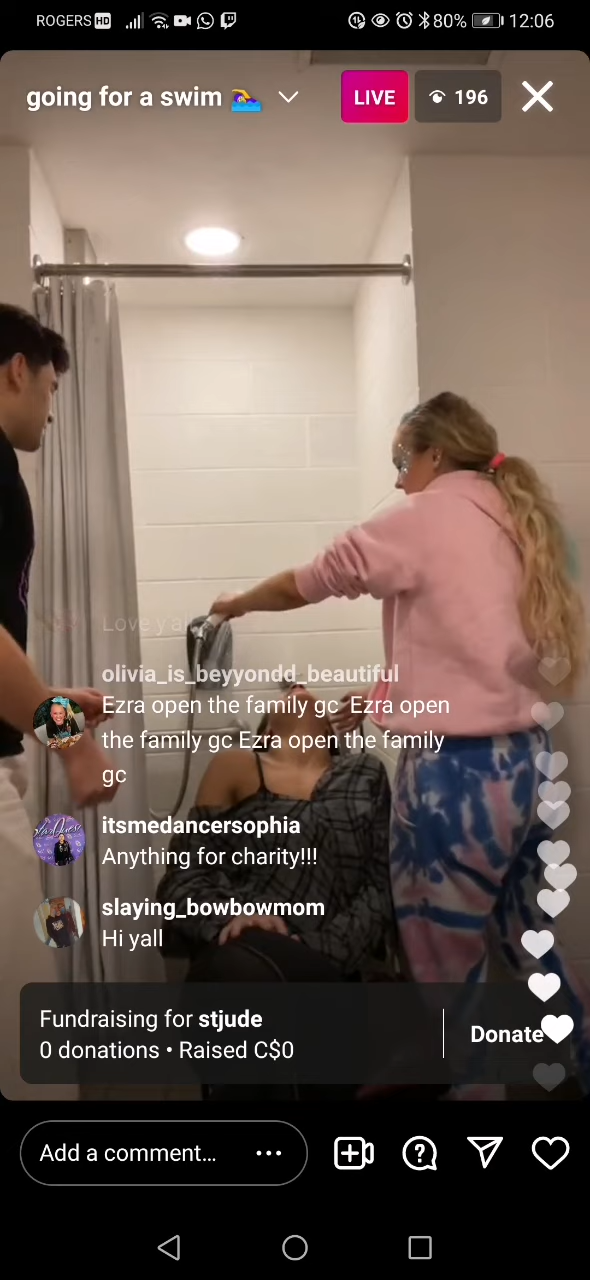 ROGERS HD 80% 12:06
going for a swim
LIVE
196
Love y'all
olivia_is_beyyondd_beautiful
Ezra open the family gc Ezra open
the family gc Ezra open the family
gc
itsmedancersophia
Anything for charity!!!
slaying_bowbowmom
Hi yall
Fundraising for stjude
0 donations • Raised C$0
Donate
Add a comment...